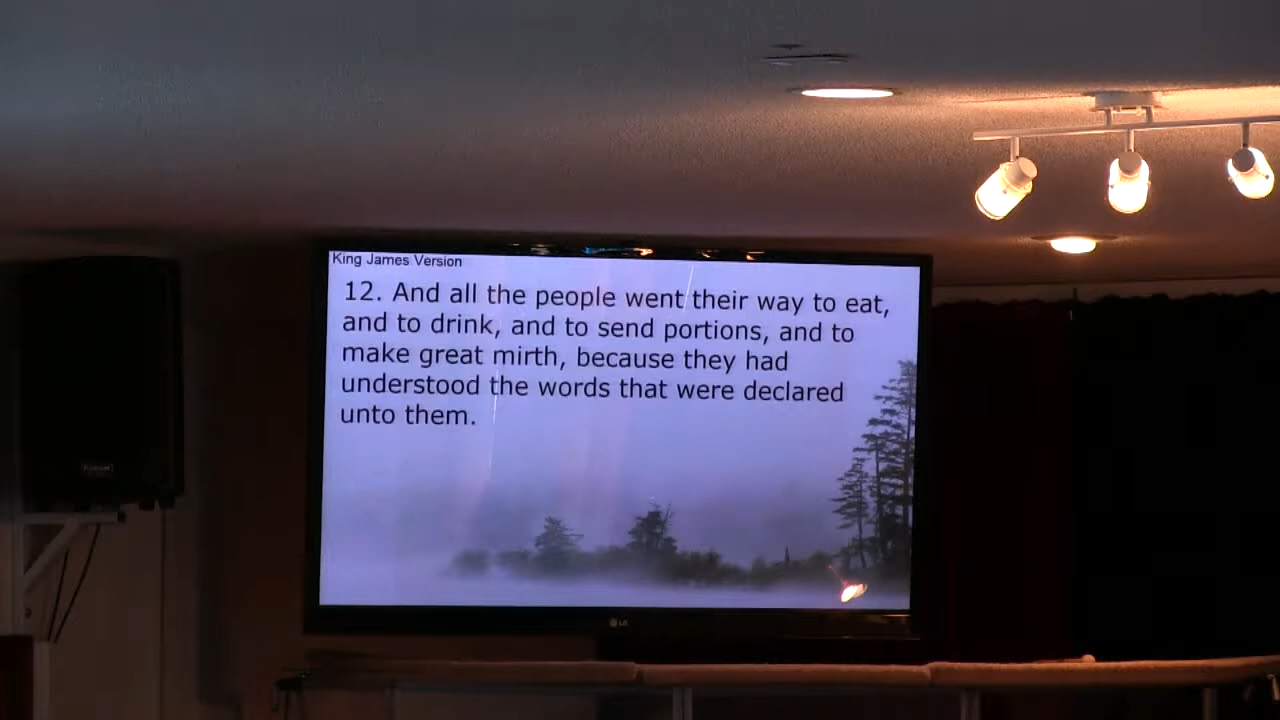 King James Version
12. And all the people went their way to eat,
and to drink, and to send portions, and to
make great mirth, because they had
understood the words that were declared
unto them.
LG